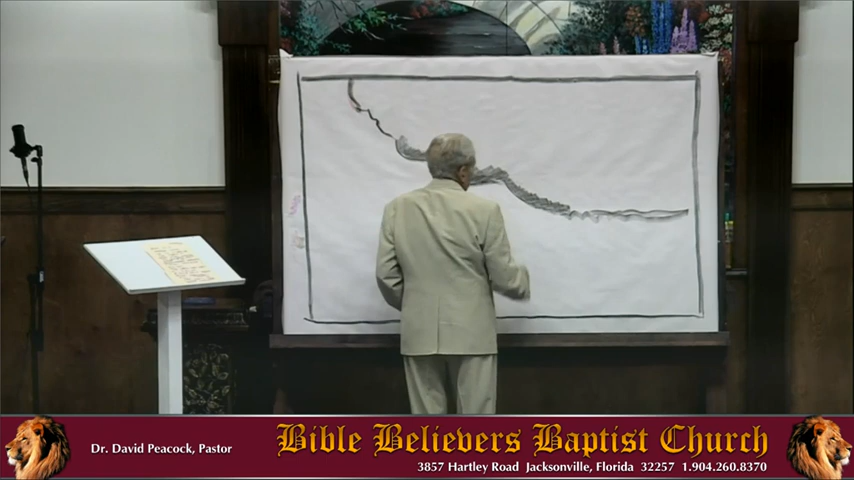 Dr. David Peacock, Pastor
Bible Believers Baptist Church
3857 Hartley Road Jacksonville, Florida 32257 1.904.260.8370